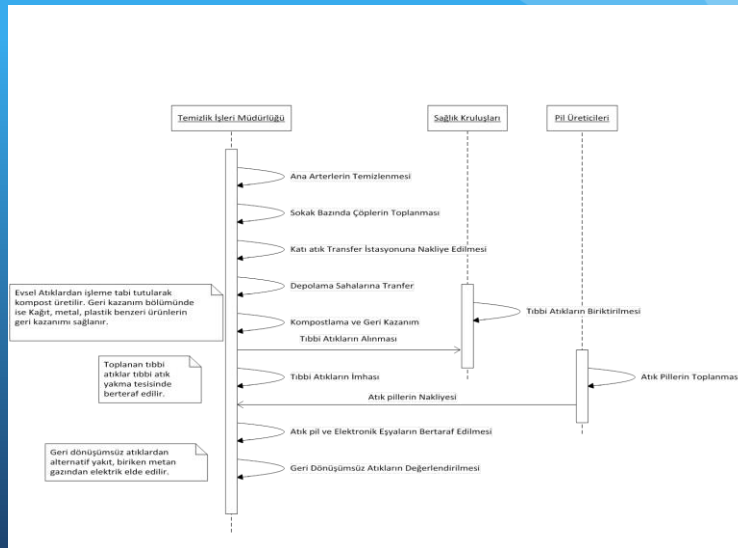 Temizlik İşleri Müdürlüğü
Sağlık Kruluşları
Pil Üreticileri
Ana Arterlerin Temizlenmesi
Sokak Bazında Çöplerin Toplanması
Katı atık Transfer İstasyonuna Nakliye Edilmesi
Depolama Sahalarına Tranfer
Evsel Atıklardan işleme tabi tutularak
kompost üretilir. Geri kazanım bölümünde
ise Kağıt, metal, plastik benzeri ürünlerin
geri kazanımı sağlanır.
Tıbbi Atıkların Biriktirilmesi
Kompostlama ve Geri Kazanım
Tıbbi Atıkların Alınması
Toplanan tıbbi
atıklar tıbbi atık
yakma tesisinde
berteraf edilir.
Tıbbi Atıkların İmhası
Atık Pillerin Toplanmas
Atık pillerin Nakliyesi
Atık pil ve Elektronik Eşyaların Bertaraf Edilmesi
Geri dönüşümsüz atıklardan
alternatif yakıt, biriken metan
gazından elektrik elde edilir.
Geri Dönüşümsüz Atıkların Değerlendirilmesi